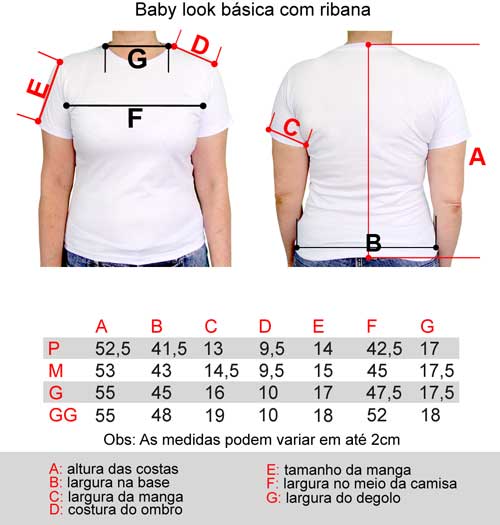 Baby look básica com ribana
G
D
E
F
C
A
B
A B C D E F G
P 52,5 41,5 13 9,5 14 42,5 17
M 53 43 14,5 9,5 15 45 17,5
G 55 45 16 10 17 47,5 17,5
GG 55 48 19 10 18 52 18
Obs: As medidas podem variar em até 2cm
A: altura das costas
B: largura na base
C: largura da manga
D: costura do ombro
E: tamanho da manga
F: largura no meio da camisa
G: largura do degolo